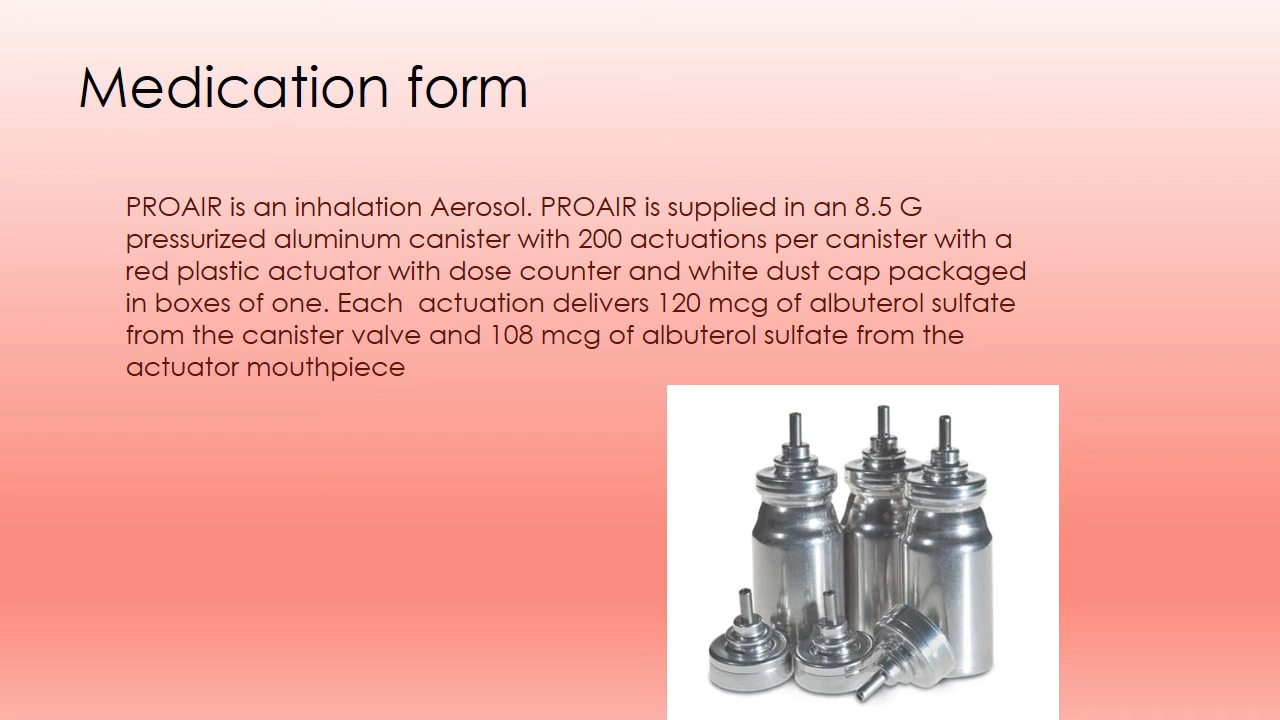 Medication form
PROAIR is an inhalation Aerosol. PROAIR is supplied in an 8.5 G
pressurized aluminum canister with 200 actuations per canister with a
red plastic actuator with dose counter and white dust cap packaged
in boxes of one. Each  actuation delivers 120 mcg of albuterol sulfate
from the canister valve and 108 mcg of albuterol sulfate from the
actuator mouthpiece